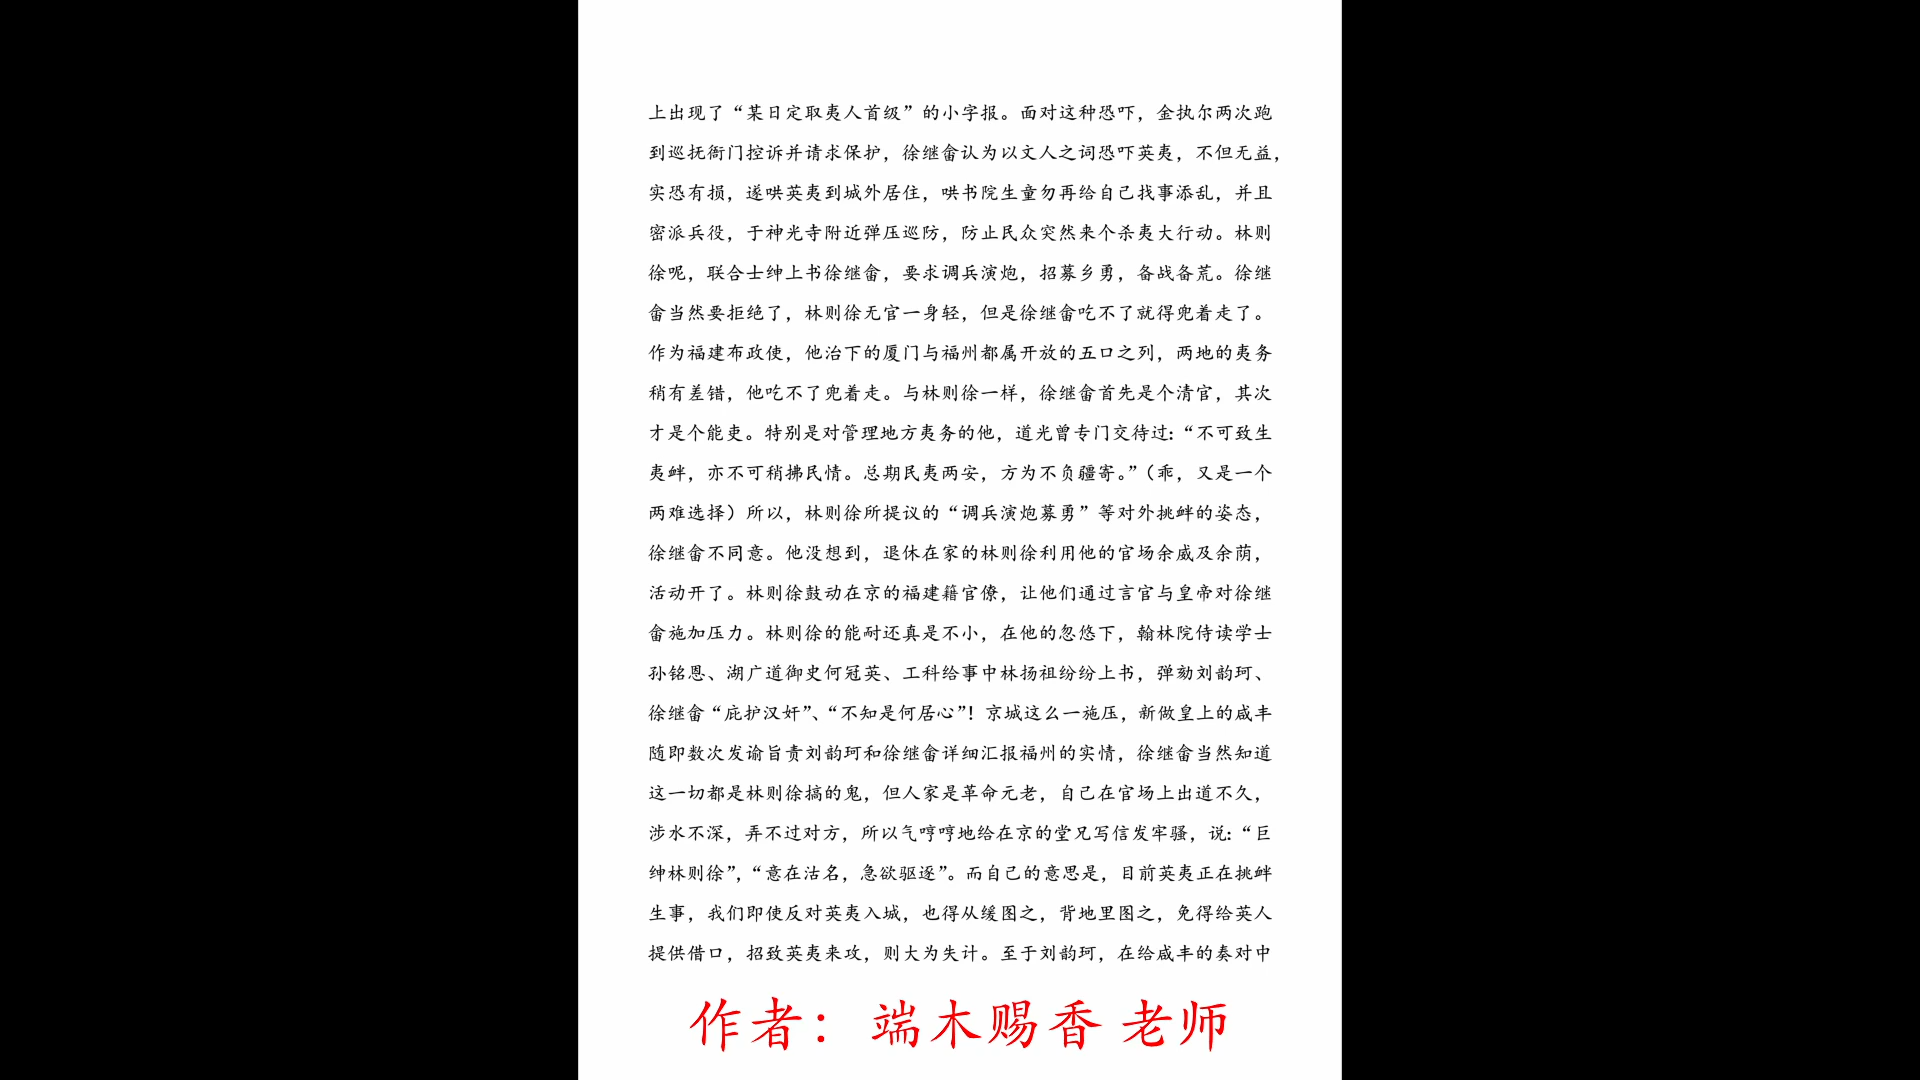 上出现了“某日定取夷人首级”的小字报。面对这种恐吓，金执尔两次跑
到巡抚衙门控诉并请求保护，徐继畬认为以文人之词恐吓英夷，不但无益，
实恐有损，遂哄英夷到城外居住，哄书院生童勿再给自己找事添乱，并且
密派兵役，于神光寺附近弹压巡防，防止民众突然来个杀夷大行动。林则
徐呢，联合士绅上书徐继畬，要求调兵演炮，招募乡勇，备战备荒。徐继
畬当然要拒绝了，林则徐无官一身轻，但是徐继畬吃不了就得兜着走了。
作为福建布政使，他治下的厦门与福州都属开放的五口之列，两地的夷务
稍有差错，他吃不了兜着走。与林则徐一样，徐继畬首先是个清官，其次
才是个能吏。特别是对管理地方夷务的他，道光曾专门交待过：“不可致生
夷衅，亦不可稍拂民情。总期民夷两安，方为不负疆寄。”（乖，又是一个
两难选择）所以，林则徐所提议的“调兵演炮募勇”等对外挑衅的姿态，
徐继畬不同意。他没想到，退休在家的林则徐利用他的官场余威及余荫，
活动开了。林则徐鼓动在京的福建籍官僚，让他们通过言官与皇帝对徐继
畬施加压力。林则徐的能耐还真是不小，在他的忽悠下，翰林院侍读学士
孙铭恩、湖广道御史何冠英、工科给事中林扬祖纷纷上书，弹劾刘韵珂、
徐继畬“庇护汉奸”、“不知是何居心”！京城这么一施压，新做皇上的咸丰
随即数次发谕旨责刘韵珂和徐继畬详细汇报福州的实情，徐继畬当然知道
这一切都是林则徐搞的鬼，但人家是革命元老，自己在官场上出道不久，
涉水不深，弄不过对方，所以气哼哼地给在京的堂兄写信发牢骚，说：“巨
绅林则徐”，“意在沽名，急欲驱逐”。而自己的意思是，目前英夷正在挑衅
生事，我们即使反对英夷入城，也得从缓图之，背地里图之，免得给英人
提供借口，招致英夷来攻，则大为失计。至于刘韵珂，在给咸丰的奏对中
作者：端木赐香 老师